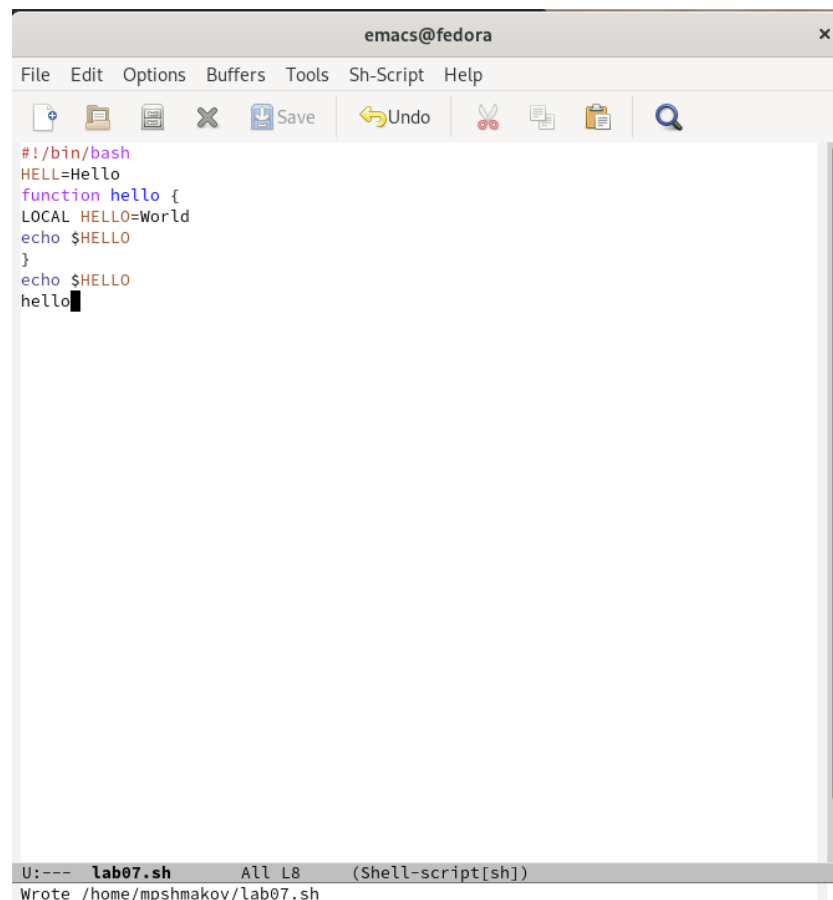 emacs@fedora ×
File Edit Options Buffers Tools Sh-Script Help
Save Undo
#!/bin/bash
HELL=Hello
function hello {
LOCAL HELLO=World
echo $HELLO
}
echo $HELLO
hello
U:--- lab07.sh All L8 (Shell-script[sh])
Wrote /home/mpshmakov/lab07.sh